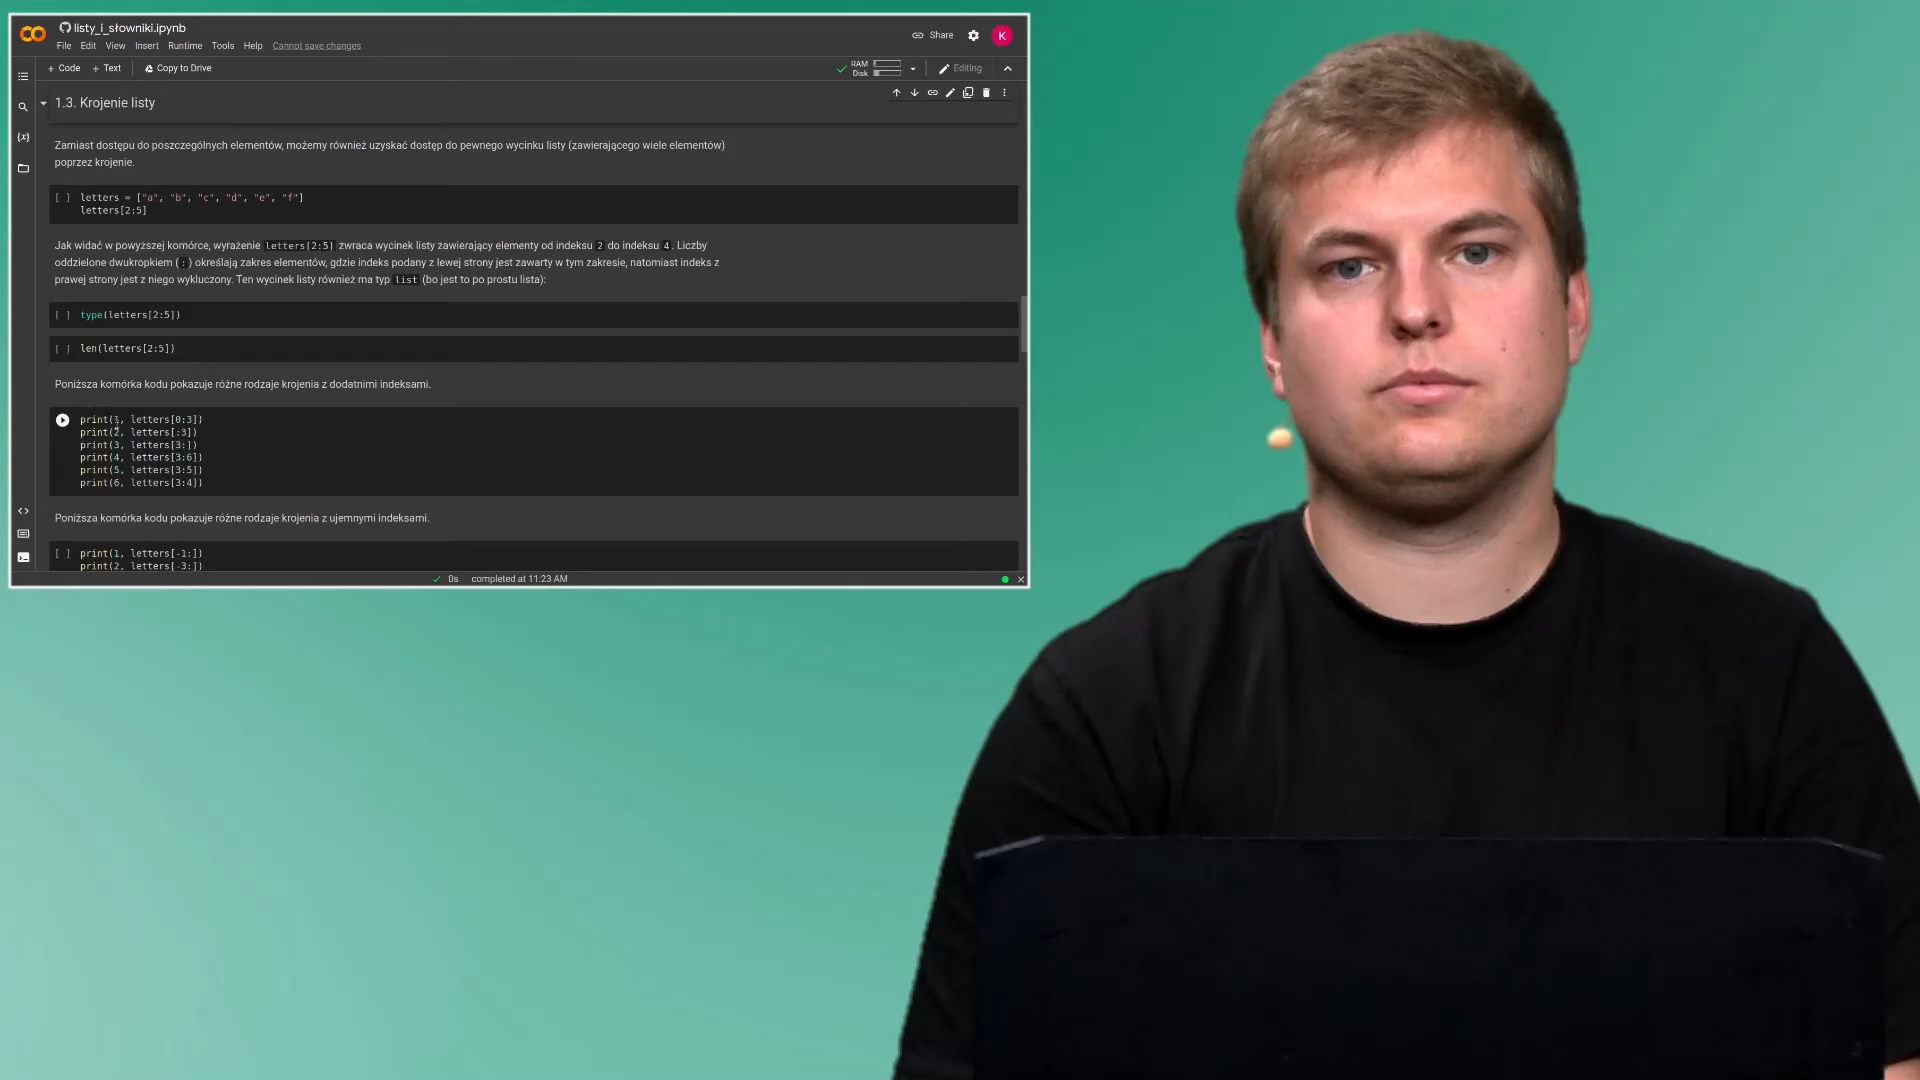 listy_i_słowniki.ipynb
File Edit View Insert Runtime Tools Help Cannot save changes
Share
K
+ Code + Text Copy to Drive
RAM
Disk
Editing
1.3. Krojenie listy
{x}
Zamiast dostępu do poszczególnych elementów, możemy również uzyskać dostęp do pewnego wycinku listy (zawierającego wiele elementów)
poprzez krojenie.
[ ] letters = ["a", "b", "c", "d", "e", "f"]
letters[2:5]
Jak widać w powyższej komórce, wyrażenie letters[2:5] zwraca wycinek listy zawierający elementy od indeksu 2 do indeksu 4. Liczby
oddzielone dwukropkiem (:) określają zakres elementów, gdzie indeks podany z lewej strony jest zawarty w tym zakresie, natomiast indeks z
prawej strony jest z niego wykluczony. Ten wycinek listy również ma typ list (bo jest to po prostu lista):
[ ] type(letters[2:5])
[ ] len(letters[2:5])
Poniższa komórka kodu pokazuje różne rodzaje krojenia z dodatnimi indeksami.
print(1, letters[0:3])
print(2, letters[:3])
print(3, letters[3:])
print(4, letters[3:6])
print(5, letters[3:5])
print(6, letters[3:4])
Poniższa komórka kodu pokazuje różne rodzaje krojenia z ujemnymi indeksami.
[ ] print(1, letters[-1:])
print(2, letters[-3:])
0s completed at 11:23 AM